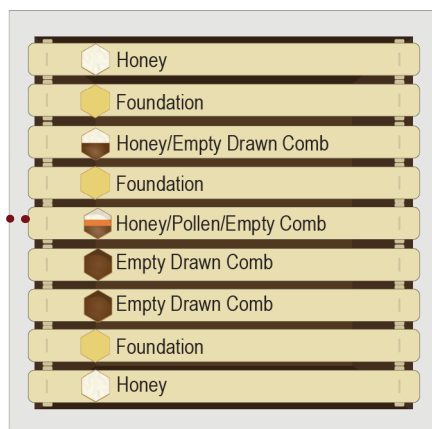 Honey
Foundation
Honey/Empty Drawn Comb
Foundation
Honey/Pollen/Empty Comb
Empty Drawn Comb
Empty Drawn Comb
Foundation
Honey